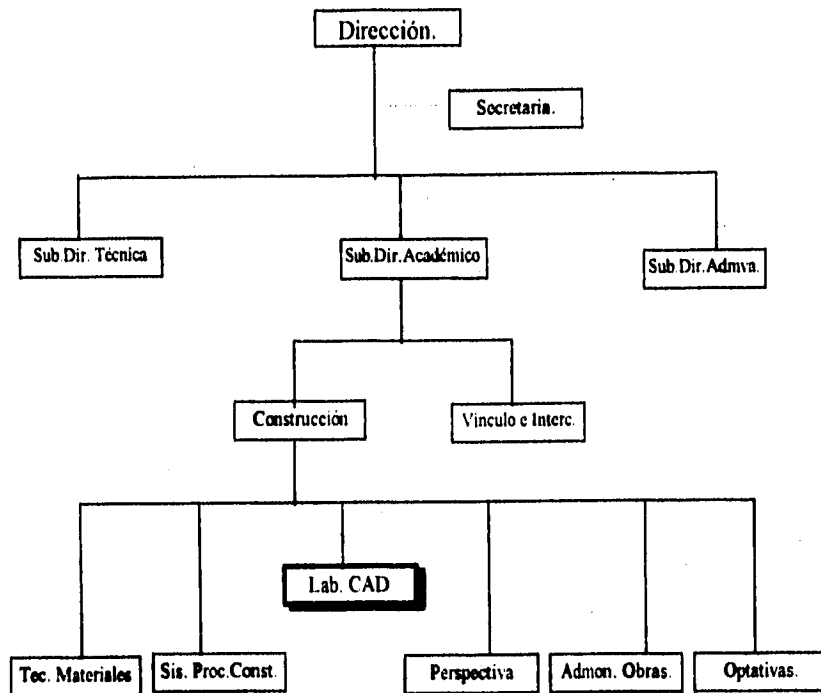 Dirección.
Secretaria.
Sub.Dir. Técnica
Sub.Dir.Académico
Sub.Dir.Admva.
Construcción
Vinculo e Interc.
Lab. CAD
Tec. Materiales
Sis. Proc.Const.
Perspectiva
Admon. Obras.
Optativas.